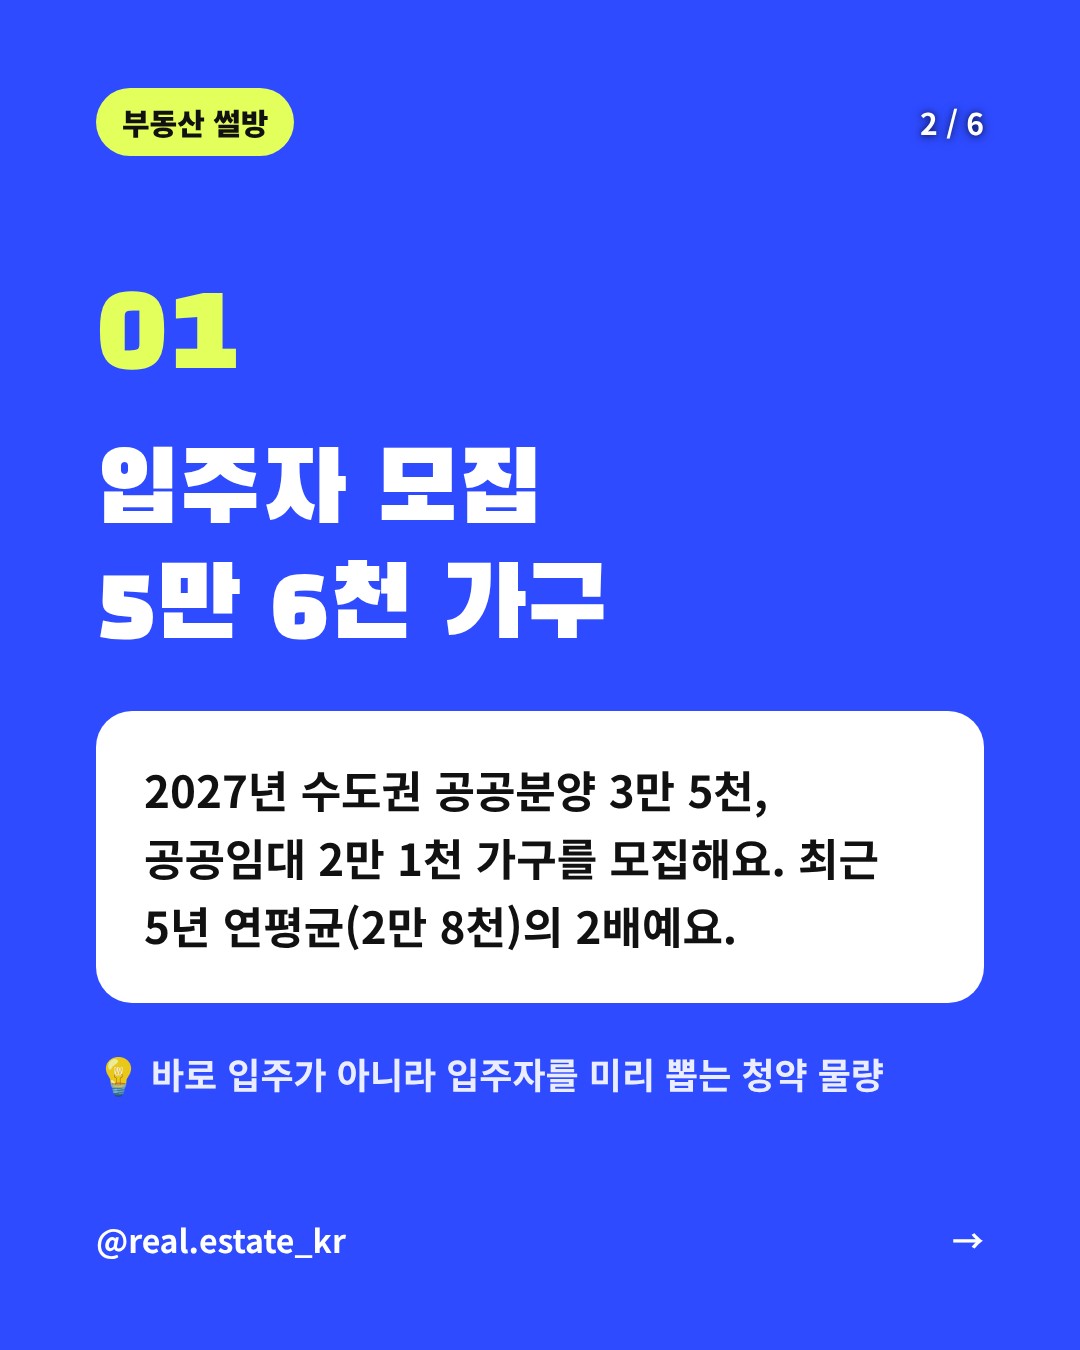 부동산 썰방
2 / 6
01
입주자 모집
5만 6천 가구
2027년 수도권 공공분양 3만 5천,
공공임대 2만 1천 가구를 모집해요. 최근
5년 연평균(2만 8천)의 2배예요.
💡 바로 입주가 아니라 입주자를 미리 뽑는 청약 물량
@real.estate_kr
→